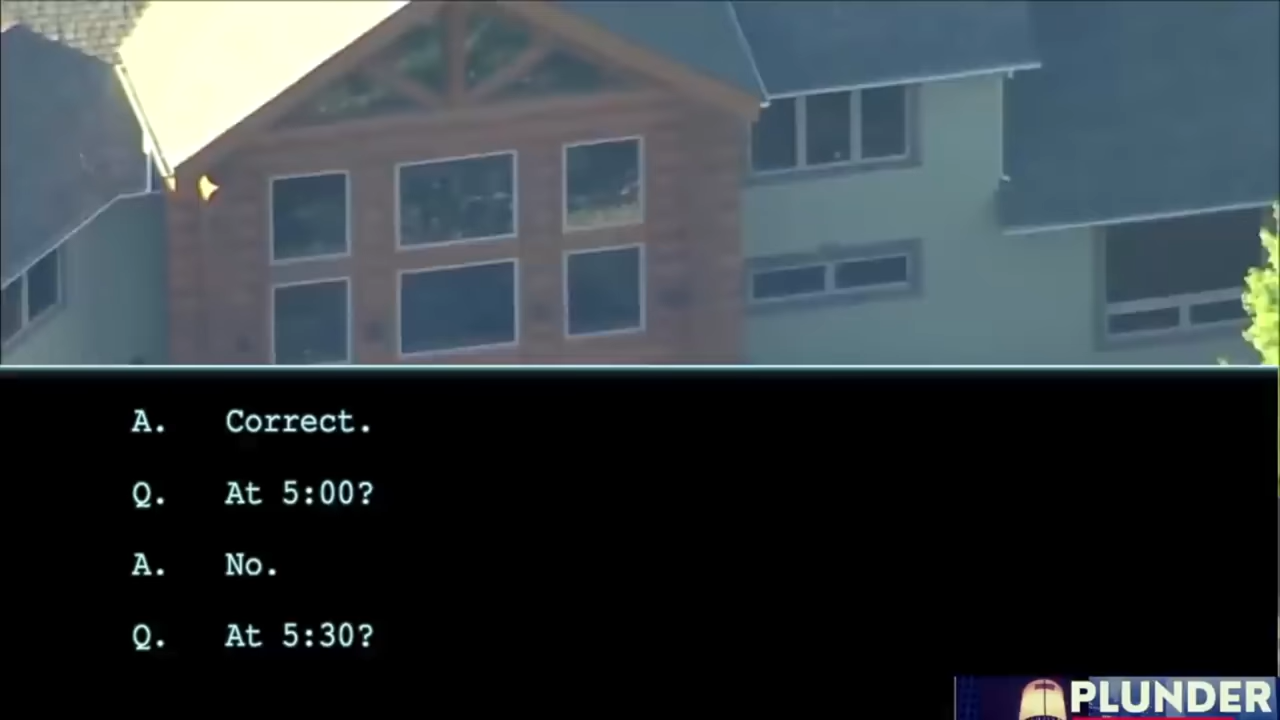 A. Correct.
Q. At 5:00?
A. No.
Q. At 5:30?
PLUNDER